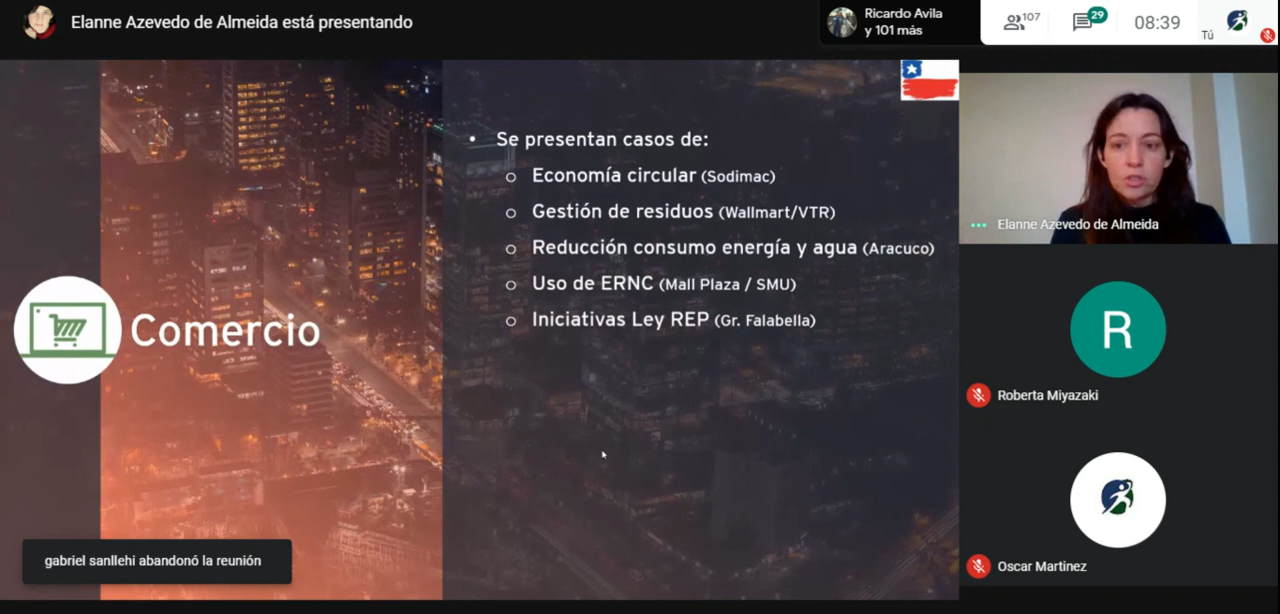 Elanne Azevedo de Almeida está presentando
Ricardo Avila
y 101 más
107
29
08:39
Tú
• Se presentan casos de:
o Economía circular (Sodimac)
o Gestión de residuos (Wallmart/VTR)
o Reducción consumo energía y agua (Aracuco)
o Uso de ERNC (Mall Plaza / SMU)
o Iniciativas Ley REP (Gr. Falabella)
Comercio
Elanne Azevedo de Almeida
R
Roberta Miyazaki
Oscar Martinez
gabriel sanllehi abandonó la reunión